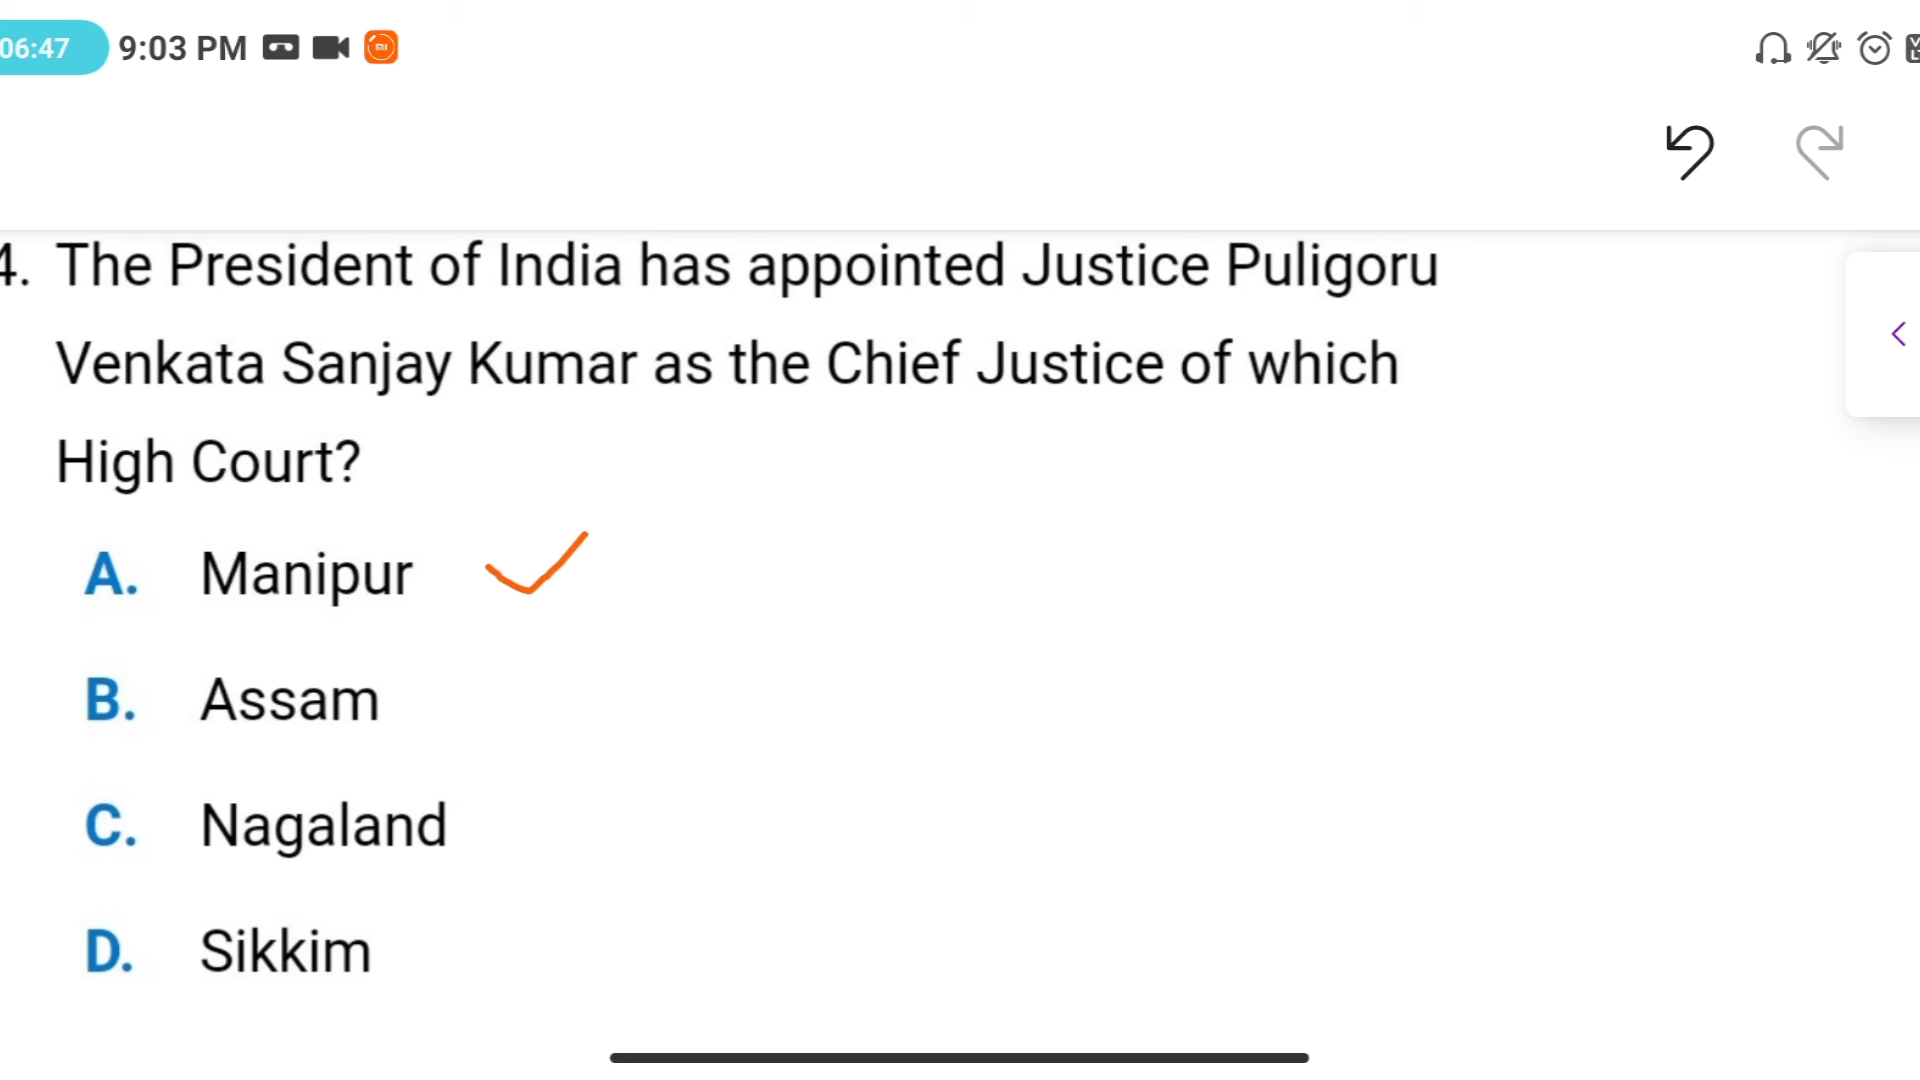 06:47 9:03 PM
4. The President of India has appointed Justice Puligoru
Venkata Sanjay Kumar as the Chief Justice of which
High Court?
A. Manipur
B. Assam
C. Nagaland
D. Sikkim